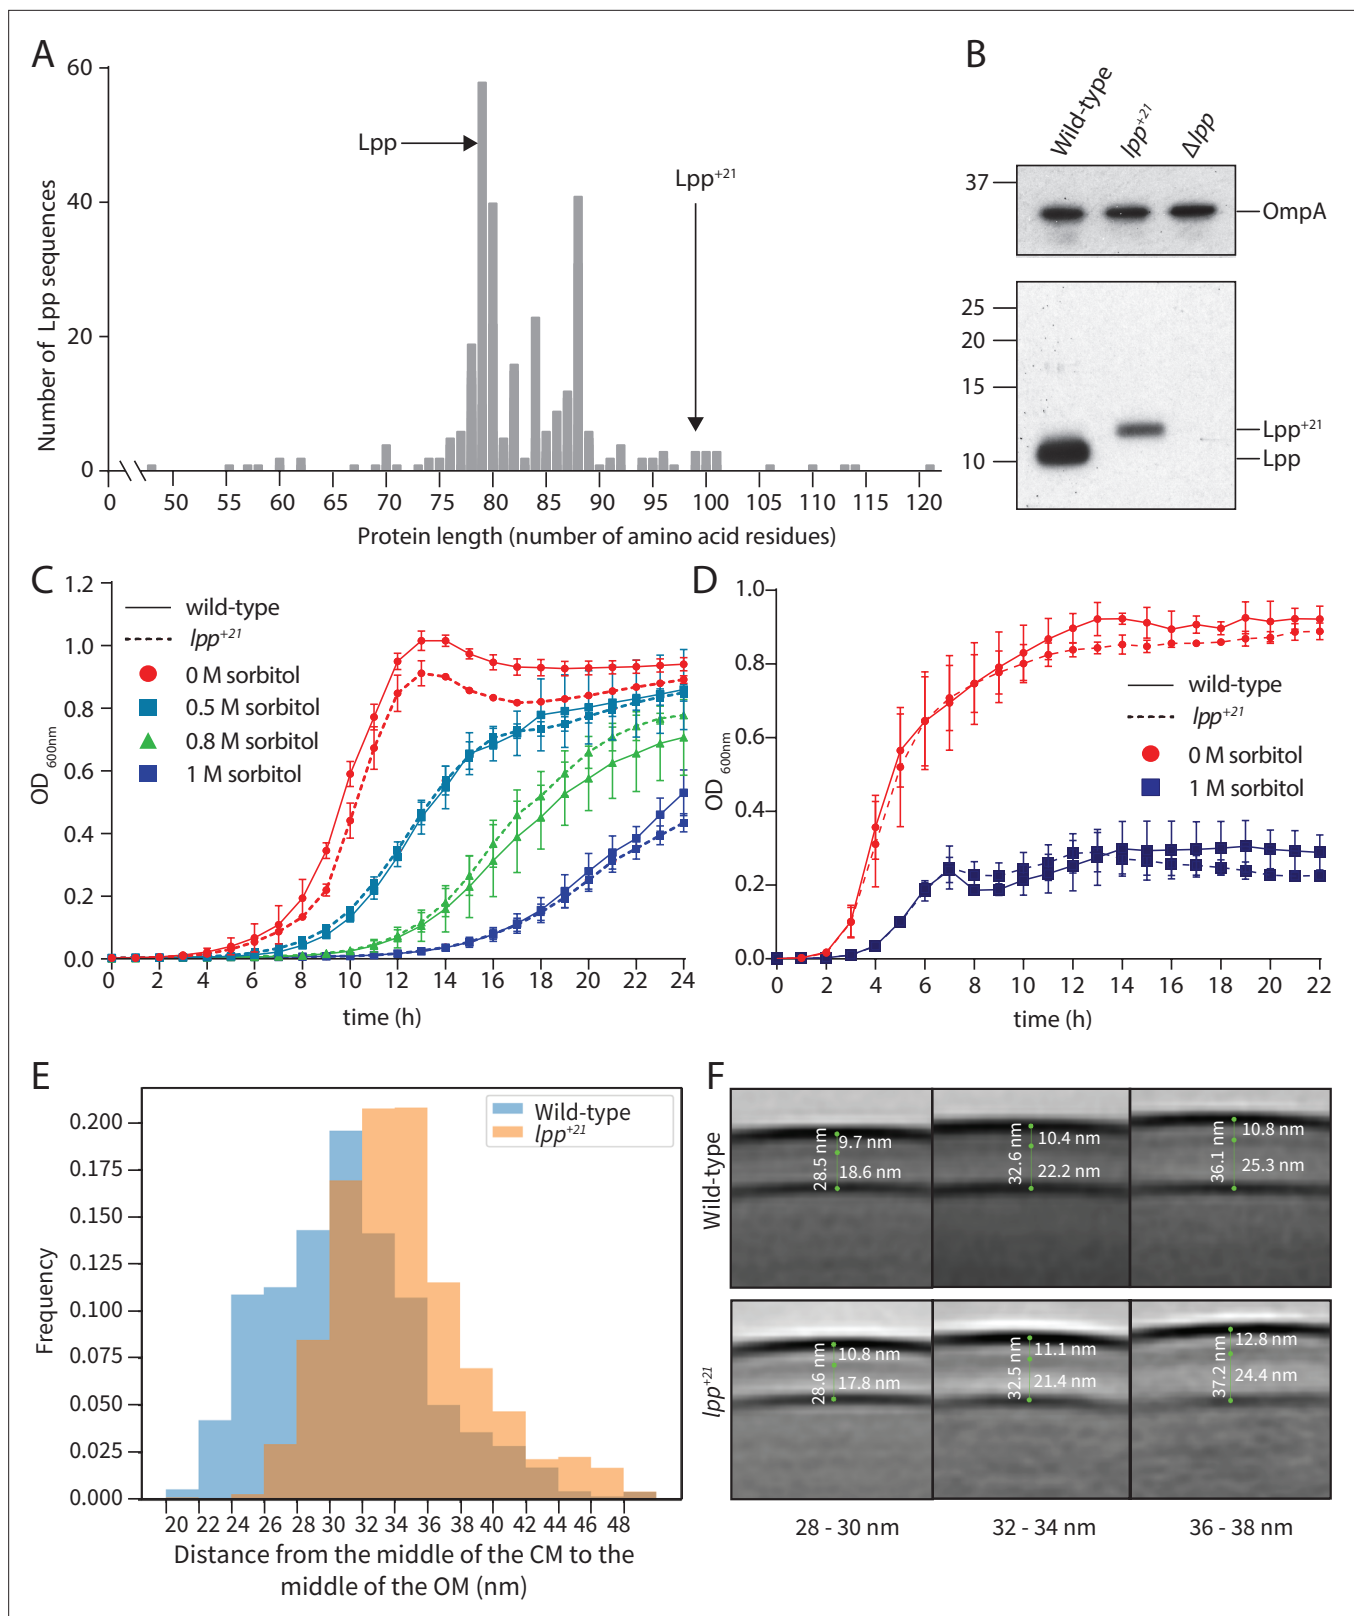 A
60
40
20
0
Number of Lpp sequences
Lpp
Lpp+21
0 50 55 60 65 70 75 80 85 90 95 100 105 110 115 120
Protein length (number of amino acid residues)
B
Wild-type
lpp+21
Δlpp
37
OmpA
25
20
15
10
Lpp+21
Lpp
C
1.2
1.0
0.8
0.6
0.4
0.2
0.0
OD 600nm
wild-type
lpp+21
0 M sorbitol
0.5 M sorbitol
0.8 M sorbitol
1 M sorbitol
0 2 4 6 8 10 12 14 16 18 20 22 24
time (h)
D
1.0
0.8
0.6
0.4
0.2
0.0
OD 600nm
wild-type
lpp+21
0 M sorbitol
1 M sorbitol
0 2 4 6 8 10 12 14 16 18 20 22
time (h)
E
0.200
0.175
0.150
0.125
0.100
0.075
0.050
0.025
0.000
Frequency
Wild-type
lpp+21
20 22 24 26 28 30 32 34 36 38 40 42 44 46 48
Distance from the middle of the CM to the
middle of the OM (nm)
F
Wild-type
28.5 nm
9.7 nm
18.6 nm
32.6 nm
10.4 nm
22.2 nm
36.1 nm
10.8 nm
25.3 nm
lpp+21
28.6 nm
10.8 nm
17.8 nm
32.5 nm
11.1 nm
21.4 nm
37.2 nm
12.8 nm
24.4 nm
28 - 30 nm
32 - 34 nm
36 - 38 nm